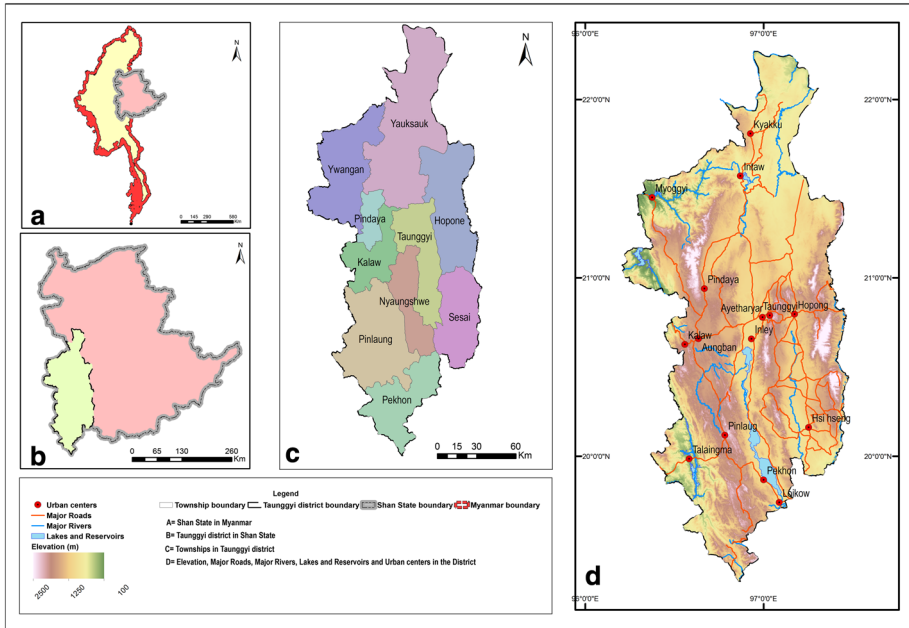 N
a
0 145 290 580
Km
N
b
0 65 130 260
Km
N
Yauksauk
Ywangan
Pindaya
Hopone
Taunggyi
Kalaw
Nyaungshwe
Sesai
Pinlaung
Pekhon
c
0 15 30 60
Km
96°0'0"E 97°0'0"E
N
22°0'0"N 22°0'0"N
Kyakku
Intaw
Myoggyi
21°0'0"N 21°0'0"N
Pindaya
Ayetharyar Taunggyi Hopong
Kalaw
Inley
Aungban
Hsi hseng
Pinlaug
20°0'0"N 20°0'0"N
Talaingma
Pekhon
Loikow
d
96°0'0"E 97°0'0"E
Legend
Urban centers
Township boundary Taunggyi district boundary Shan State boundary Myanmar boundary
Major Roads
Major Rivers
Lakes and Reservoirs
Elevation (m)
2500 1250 100
A= Shan State in Myanmar
B= Taunggyi district in Shan State
C= Townships in Taunggyi district
D= Elevation, Major Roads, Major Rivers, Lakes and Reservoirs and Urban centers in the District